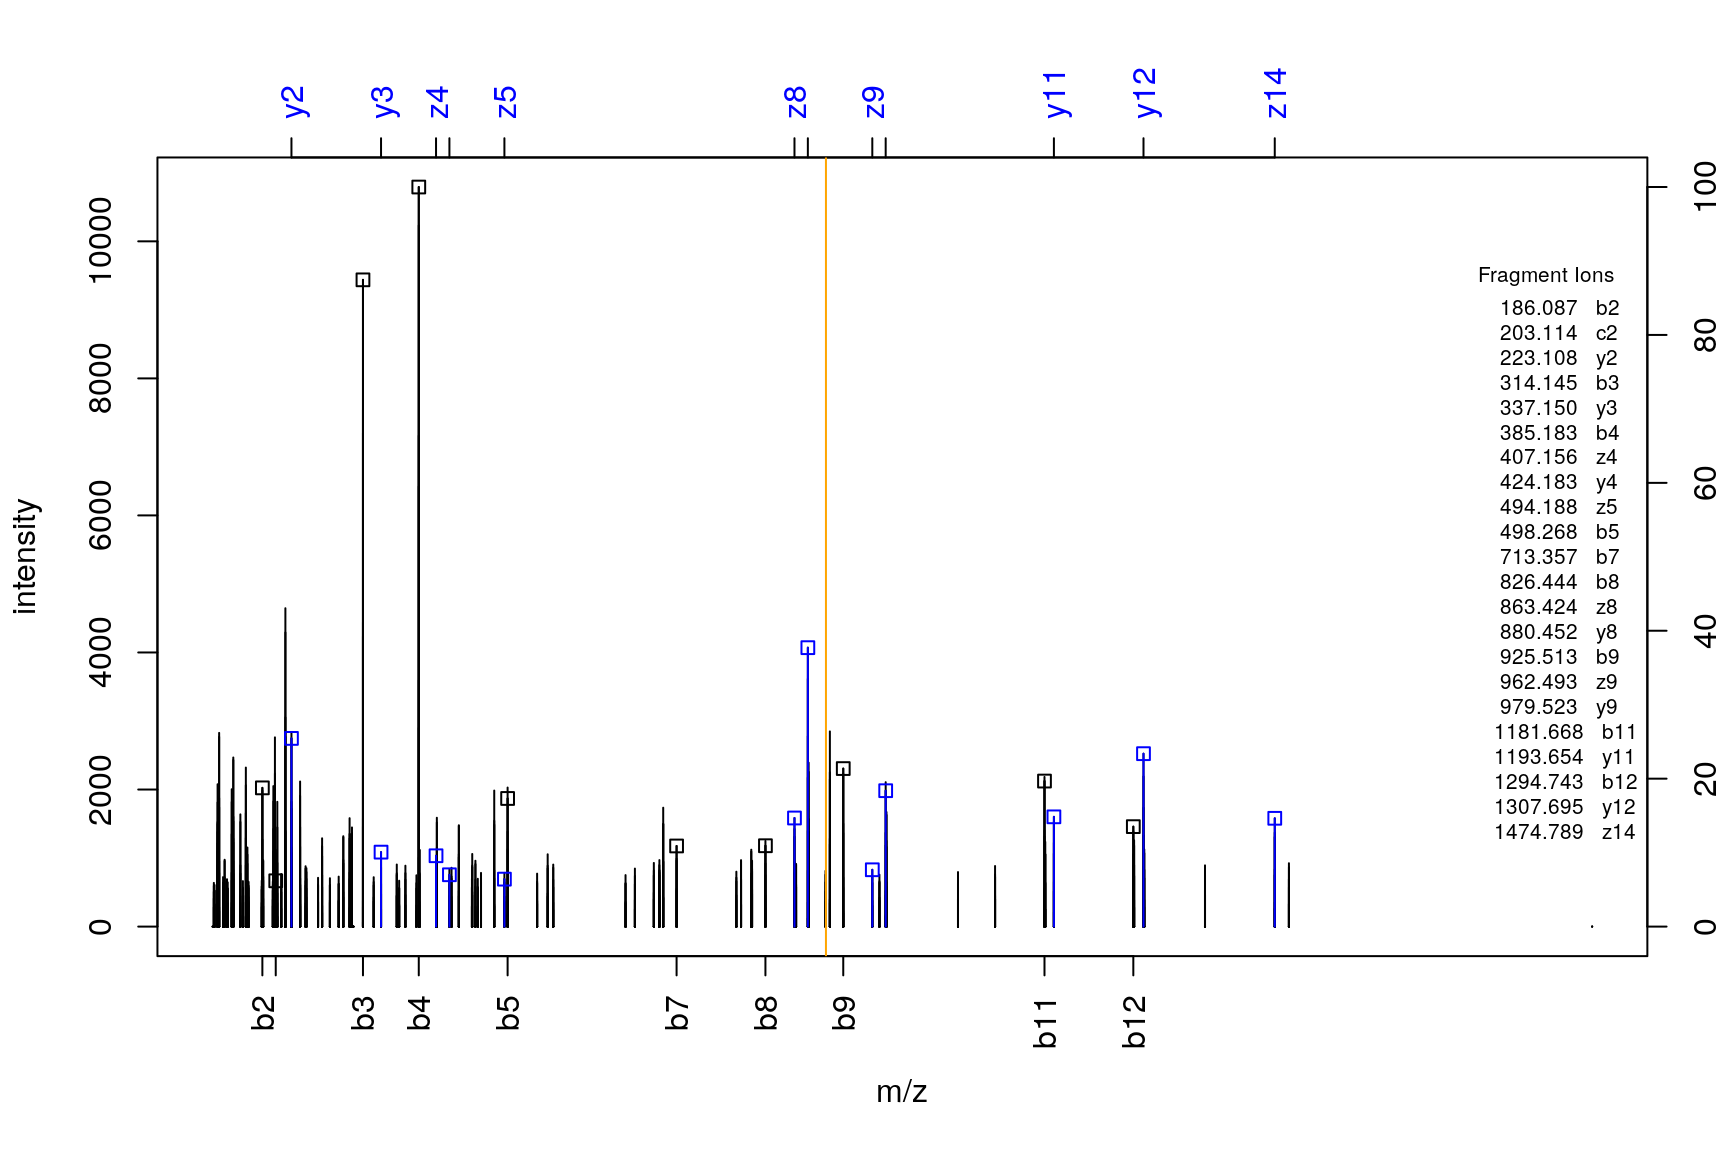 y2 y3 z4 z5 z8 z9 y11 y12 z14
intensity
10000
8000
6000
4000
2000
0
100
80
60
40
20
0
Fragment Ions
186.087 b2
203.114 c2
223.108 y2
314.145 b3
337.150 y3
385.183 b4
407.156 z4
424.183 y4
494.188 z5
498.268 b5
713.357 b7
826.444 b8
863.424 z8
880.452 y8
925.513 b9
962.493 z9
979.523 y9
1181.668 b11
1193.654 y11
1294.743 b12
1307.695 y12
1474.789 z14
b2 b3 b4 b5 b7 b8 b9 b11 b12
m/z